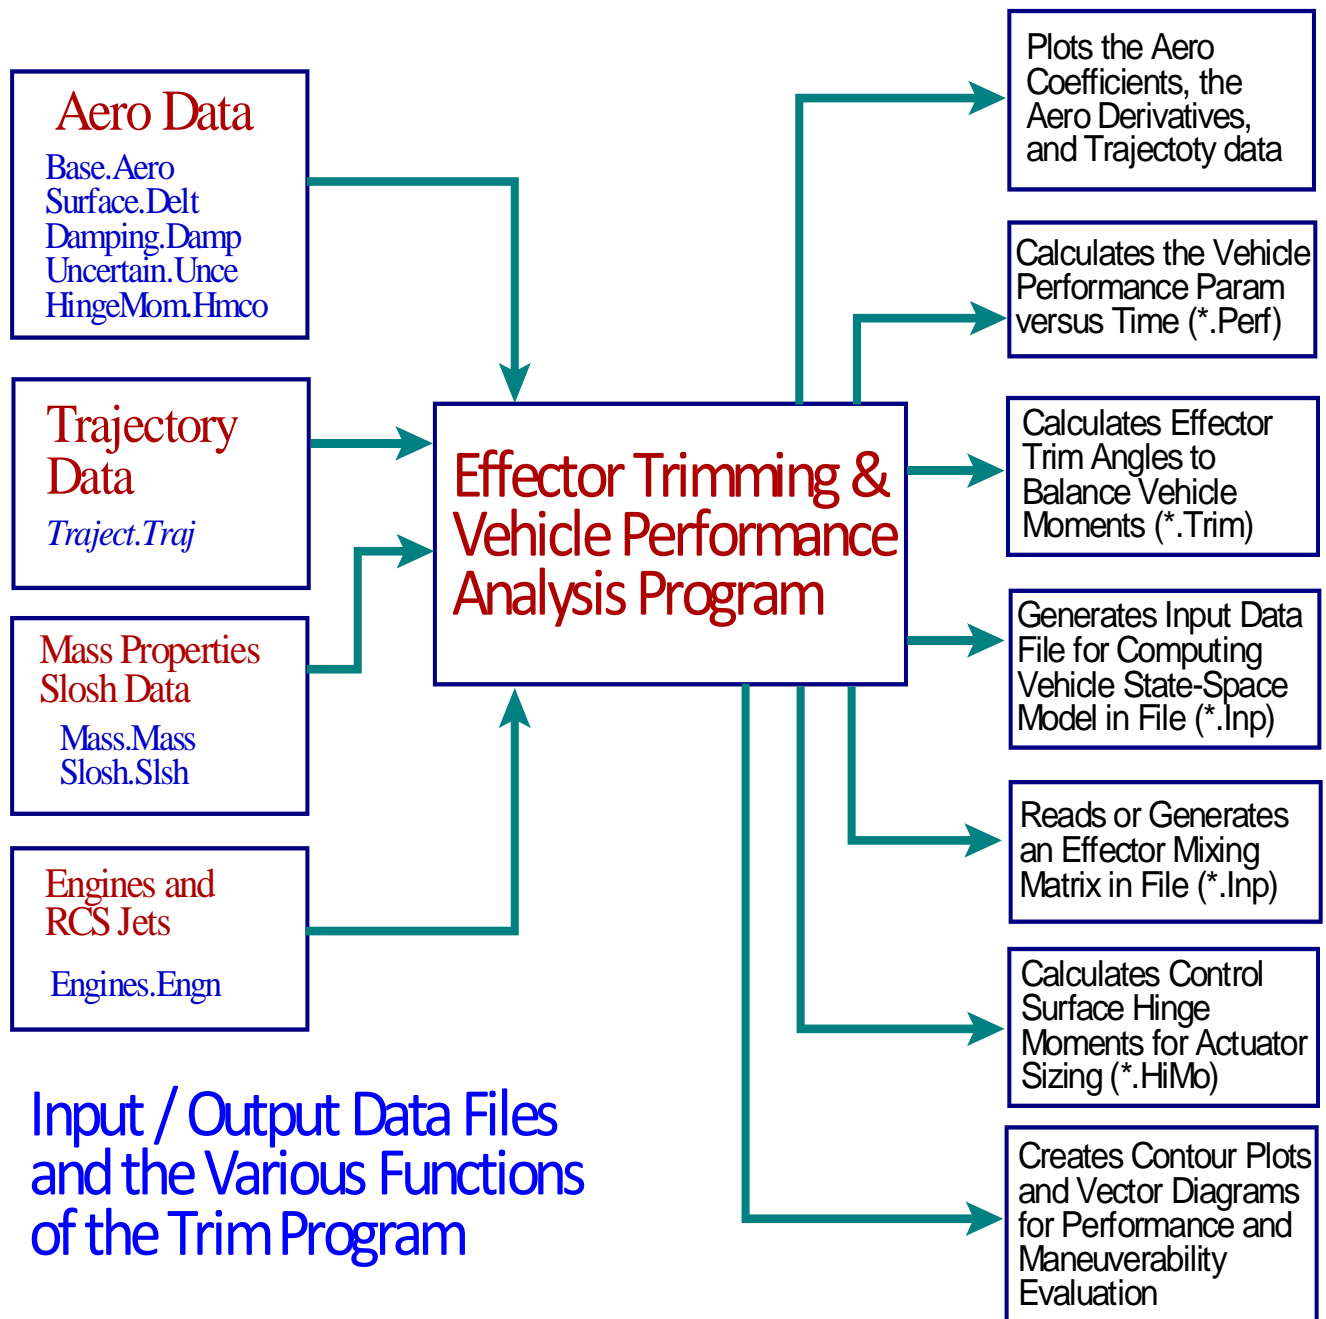 Aero Data
Base.Aero
Surface.Delt
Damping.Damp
Uncertain.Unce
HingeMom.Hmco
Trajectory
Data
Traject.Traj
Mass Properties
Slosh Data
Mass.Mass
Slosh.Slsh
Engines and
RCS Jets
Engines.Engn
Effector Trimming &
Vehicle Performance
Analysis Program
Plots the Aero
Coefficients, the
Aero Derivatives,
and Trajectoty data
Calculates the Vehicle
Performance Param
versus Time (*.Perf)
Calculates Effector
Trim Angles to
Balance Vehicle
Moments (*.Trim)
Generates Input Data
File for Computing
Vehicle State-Space
Model in File (*.Inp)
Reads or Generates
an Effector Mixing
Matrix in File (*.Inp)
Calculates Control
Surface Hinge
Moments for Actuator
Sizing (*.HiMo)
Creates Contour Plots
and Vector Diagrams
for Performance and
Maneuverability
Evaluation
Input / Output Data Files
and the Various Functions
of the Trim Program